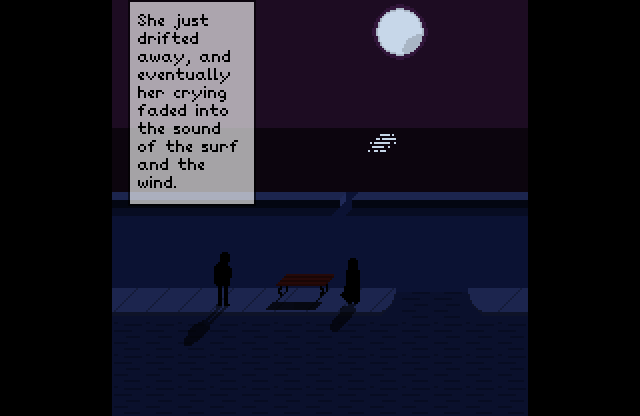 She just
drifted
away, and
eventually
her crying
faded into
the sound
of the surf
and the
wind.